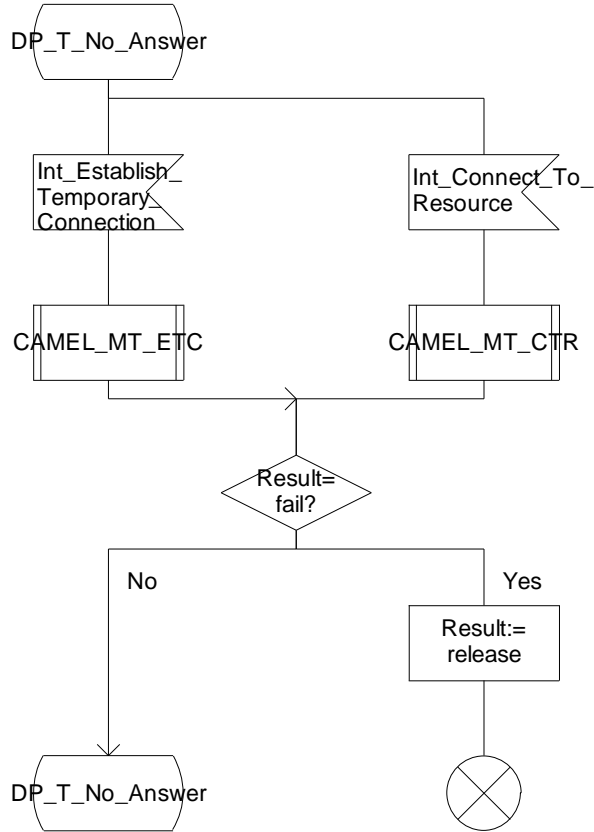 DP_T_No_Answer
Int_Establish_
Temporary_
Connection
Int_Connect_To_
Resource
CAMEL_MT_ETC
CAMEL_MT_CTR
Result=
fail?
No
Yes
Result:=
release
DP_T_No_Answer